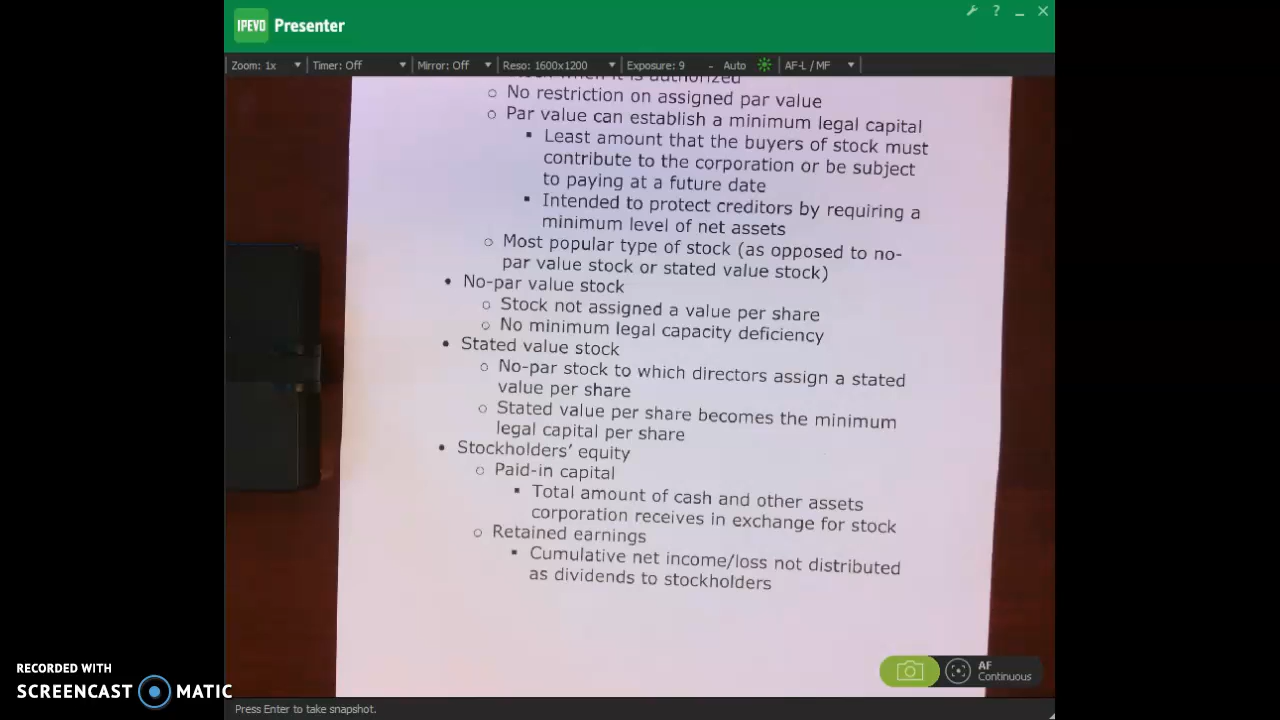 IPEVO Presenter
Zoom: 1x Timer: Off Mirror: Off Reso: 1600x1200 Exposure: 9 - Auto AF-L / MF
stock when it is authorized
○ No restriction on assigned par value
○ Par value can establish a minimum legal capital
▪ Least amount that the buyers of stock must
contribute to the corporation or be subject
to paying at a future date
▪ Intended to protect creditors by requiring a
minimum level of net assets
○ Most popular type of stock (as opposed to no-
par value stock or stated value stock)
• No-par value stock
○ Stock not assigned a value per share
○ No minimum legal capacity deficiency
• Stated value stock
○ No-par stock to which directors assign a stated
value per share
○ Stated value per share becomes the minimum
legal capital per share
• Stockholders' equity
○ Paid-in capital
▪ Total amount of cash and other assets
corporation receives in exchange for stock
○ Retained earnings
▪ Cumulative net income/loss not distributed
as dividends to stockholders
AF
Continuous
RECORDED WITH
SCREENCAST MATIC
Press Enter to take snapshot.